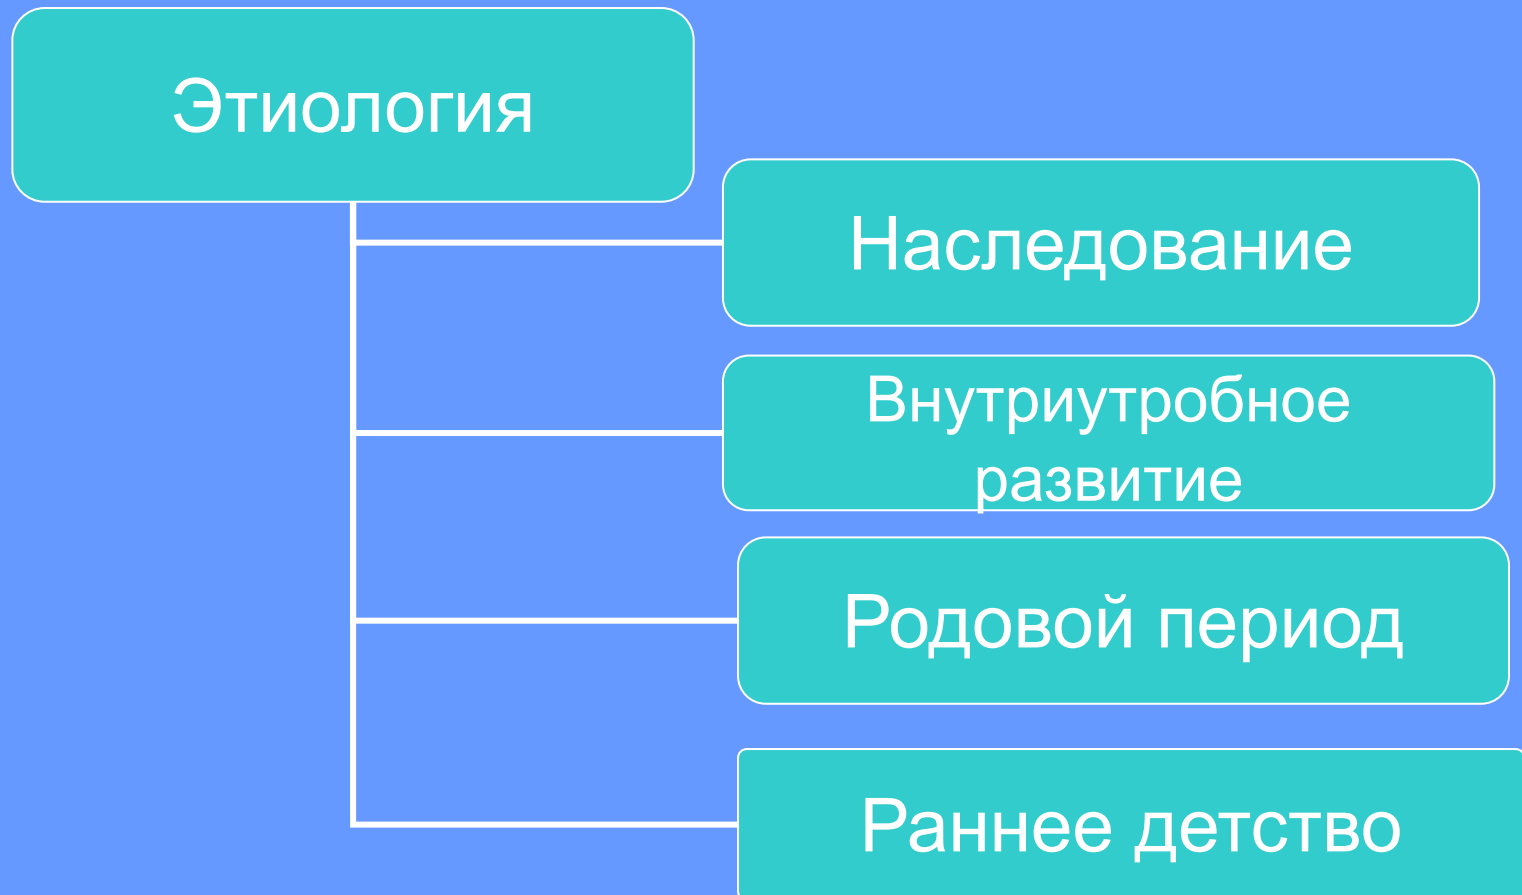 Этиология
Наследование
Внутриутробное
развитие
Родовой период
Раннее детство